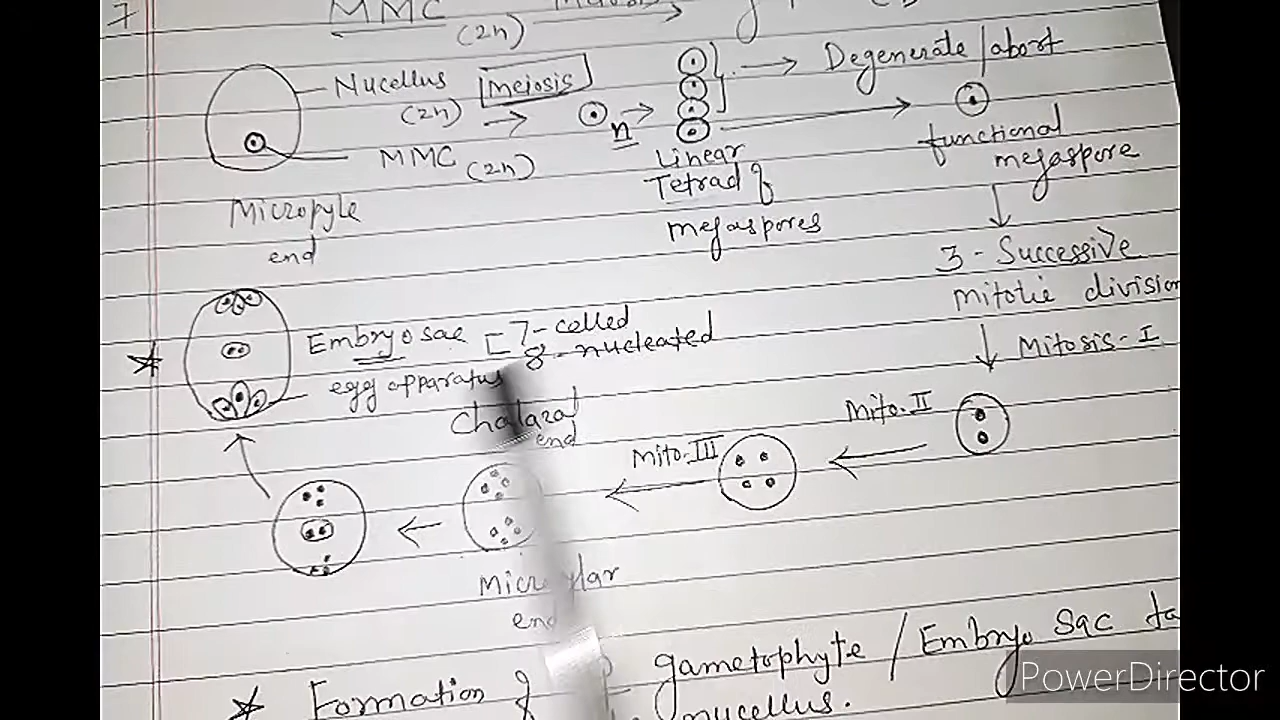 7
MMC
(2n)
Nucellus
(2n)
meiosis
n
MMC (2n)
Micropyle
end
Linear
Tetrad of
megaspores
Degenerate/abort
functional
megaspore
3-Successive
mitotic division
Mitosis-I
Mito.II
Mito.III
Embryo sac [7-celled
8-nucleated
egg apparatus
Chalazal
end
end
Formation of
gametophyte / Embryo sac
nucellus.
PowerDirector